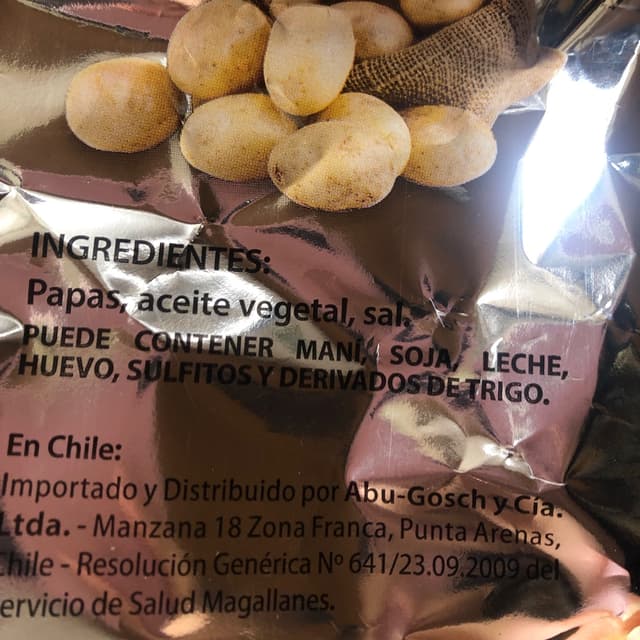 INGREDIENTES:
Papas, aceite vegetal, sal.
PUEDE CONTENER MANÍ, SOJA, LECHE,
HUEVO, SULFITOS Y DERIVADOS DE TRIGO.
En Chile:
Importado y Distribuido por Abu-Gosch y Cía.
Ltda. - Manzana 18 Zona Franca, Punta Arenas,
Chile - Resolución Genérica Nº 641/23.09.2009 del
ervicio de Salud Magallanes.